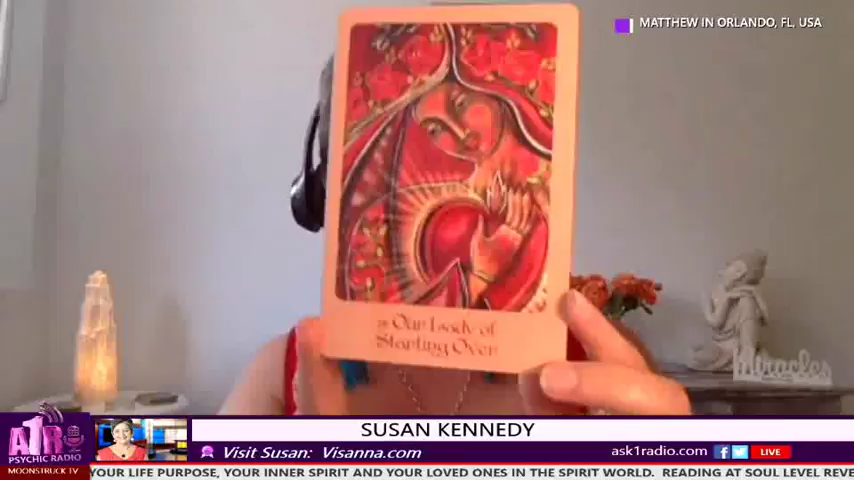 MATTHEW IN ORLANDO, FL, USA
Our Lady of
Starting Over
miracles
SUSAN KENNEDY
A1R
PSYCHIC RADIO
Visit Susan: Visanna.com
ask1radio.com
LIVE
MOONSTRUCK TV
YOUR LIFE PURPOSE, YOUR INNER SPIRIT AND YOUR LOVED ONES IN THE SPIRIT WORLD. READING AT SOUL LEVEL REVE